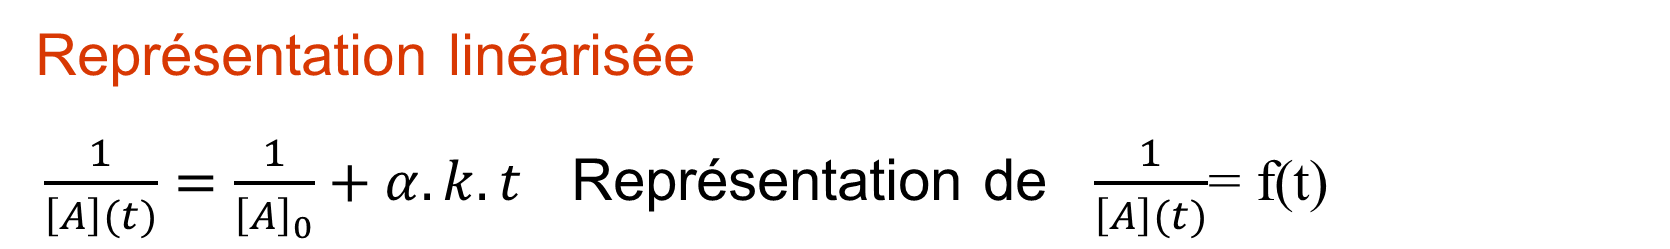 Représentation linéarisée
1/[A](t) = 1/[A]₀ + α.k.t Représentation de 1/[A](t) = f(t)